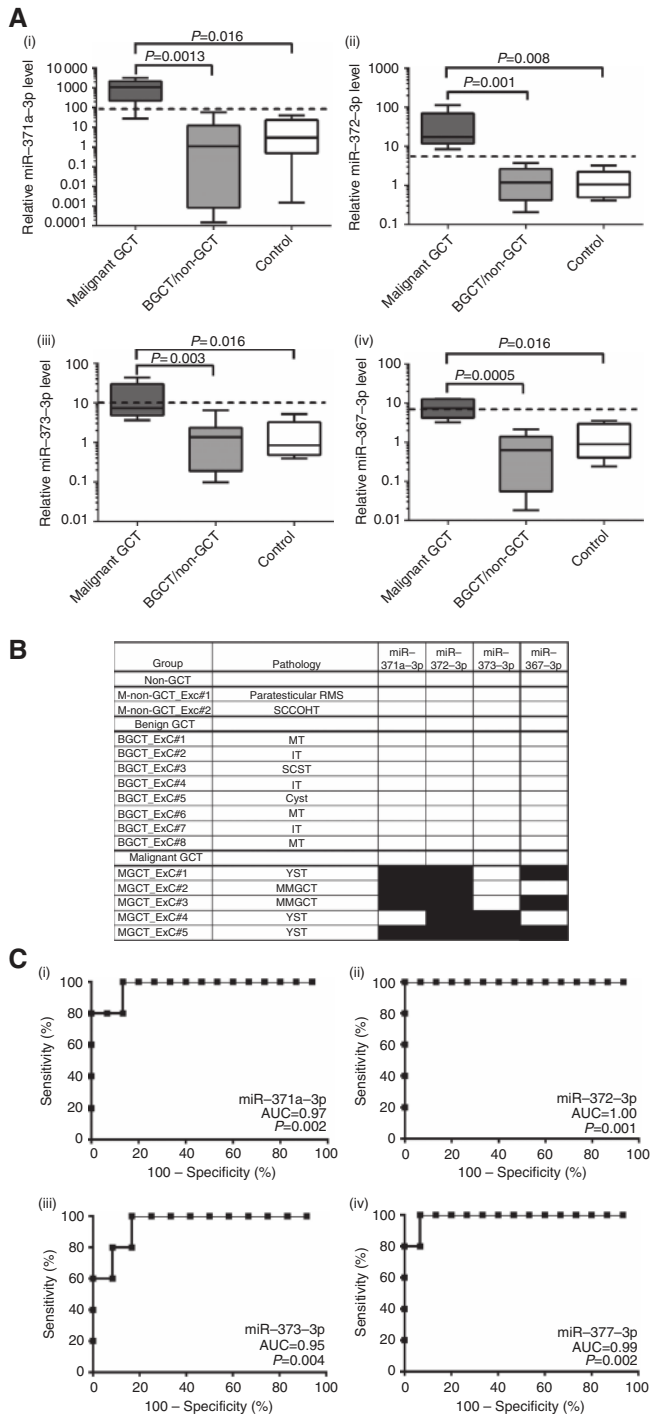 A
(i)
P=0.016
P=0.0013
Relative miR–371a–3p level
10 000
1000
100
10
1
0.1
0.01
0.001
0.0001
Malignant GCT
BGCT/non-GCT
Control
(ii)
P=0.008
P=0.001
Relative miR–372–3p level
1000
100
10
1
0.1
Malignant GCT
BGCT/non-GCT
Control
(iii)
P=0.016
P=0.003
Relative miR–373–3p level
100
10
1
0.1
0.01
Malignant GCT
BGCT/non-GCT
Control
(iv)
P=0.016
P=0.0005
Relative miR–367–3p level
100
10
1
0.1
0.01
Malignant GCT
BGCT/non-GCT
Control
B
Group Pathology miR–371a–3p miR–372–3p miR–373–3p miR–367–3p
Non-GCT
M-non-GCT_Exc#1 Paratesticular RMS
M-non-GCT_Exc#2 SCCOHT
Benign GCT
BGCT_ExC#1 MT
BGCT_ExC#2 IT
BGCT_ExC#3 SCST
BGCT_ExC#4 IT
BGCT_ExC#5 Cyst
BGCT_ExC#6 MT
BGCT_ExC#7 IT
BGCT_ExC#8 MT
Malignant GCT
MGCT_ExC#1 YST
MGCT_ExC#2 MMGCT
MGCT_ExC#3 MMGCT
MGCT_ExC#4 YST
MGCT_ExC#5 YST
C
(i)
Sensitivity (%)
100
80
60
40
20
0
miR–371a–3p
AUC=0.97
P=0.002
0 20 40 60 80 100
100 – Specificity (%)
(ii)
Sensitivity (%)
100
80
60
40
20
0
miR–372–3p
AUC=1.00
P=0.001
0 20 40 60 80 100
100 – Specificity (%)
(iii)
Sensitivity (%)
100
80
60
40
20
0
miR–373–3p
AUC=0.95
P=0.004
0 20 40 60 80 100
100 – Specificity (%)
(iv)
Sensitivity (%)
100
80
60
40
20
0
miR–377–3p
AUC=0.99
P=0.002
0 20 40 60 80 100
100 – Specificity (%)